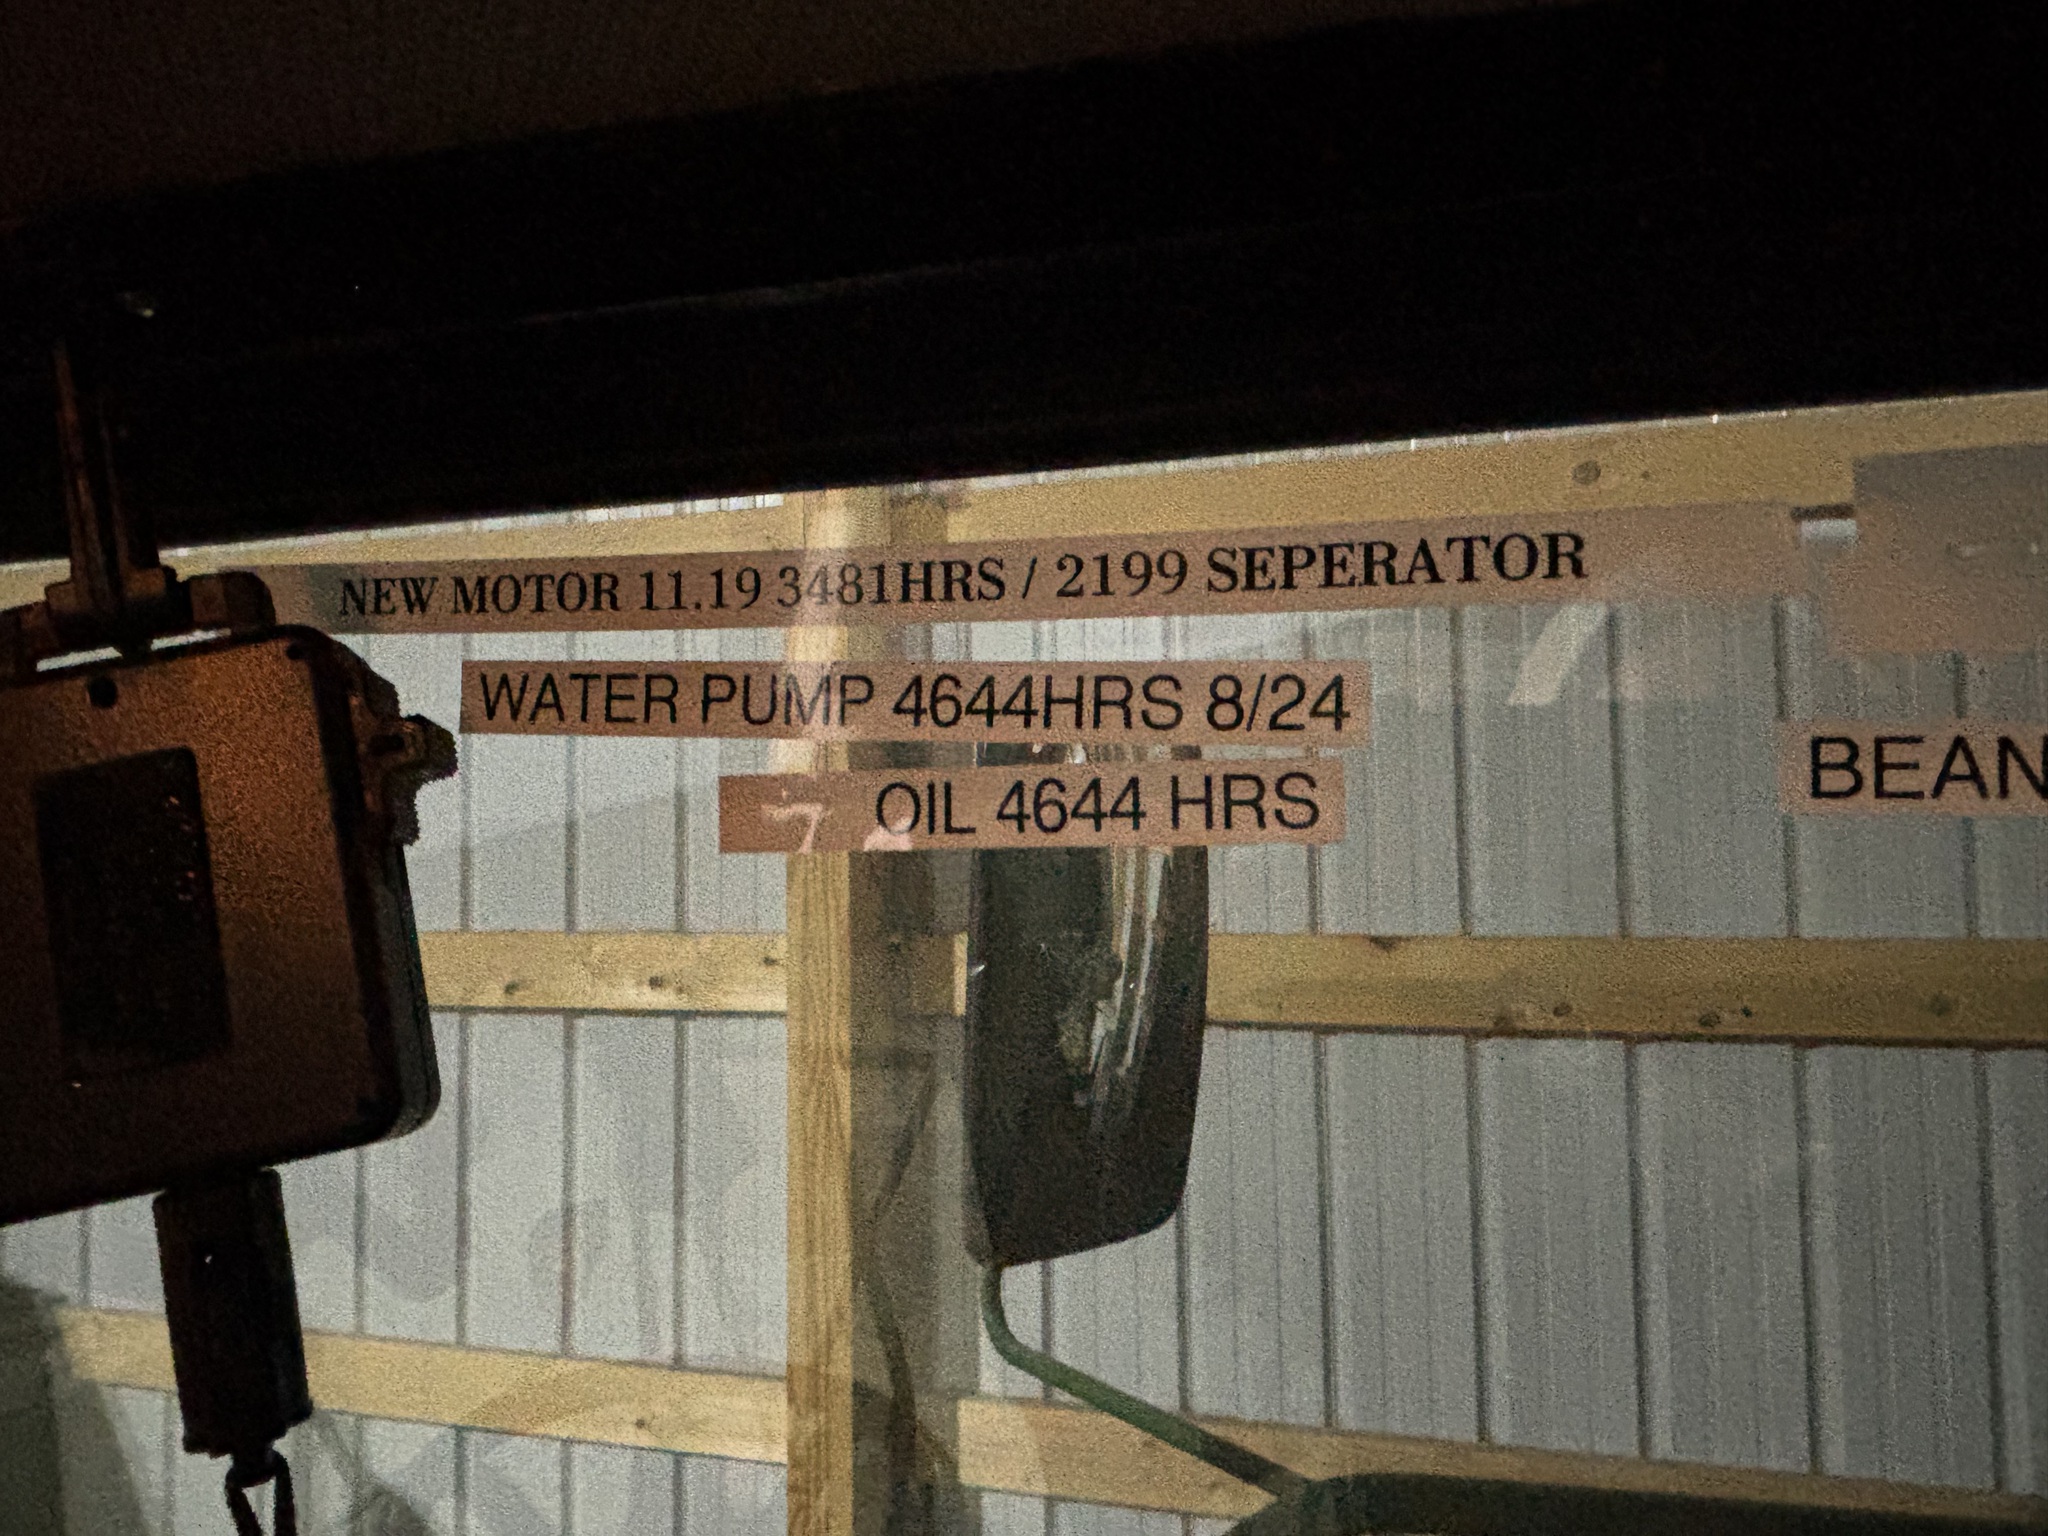 NEW MOTOR 11.19 3481HRS / 2199 SEPERATOR
WATER PUMP 4644HRS 8/24
OIL 4644 HRS
BEAN